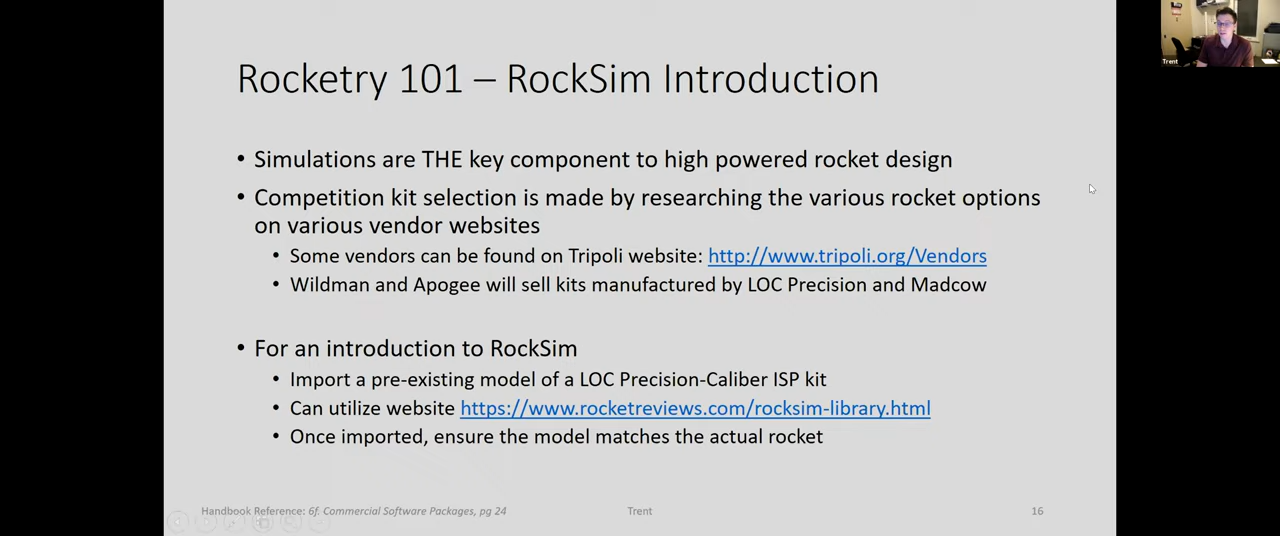 Rocketry 101 – RockSim Introduction
• Simulations are THE key component to high powered rocket design
• Competition kit selection is made by researching the various rocket options
on various vendor websites
• Some vendors can be found on Tripoli website: http://www.tripoli.org/Vendors
• Wildman and Apogee will sell kits manufactured by LOC Precision and Madcow
• For an introduction to RockSim
• Import a pre-existing model of a LOC Precision-Caliber ISP kit
• Can utilize website https://www.rocketreviews.com/rocksim-library.html
• Once imported, ensure the model matches the actual rocket
Handbook Reference: 6f. Commercial Software Packages, pg 24
Trent
16
Trent